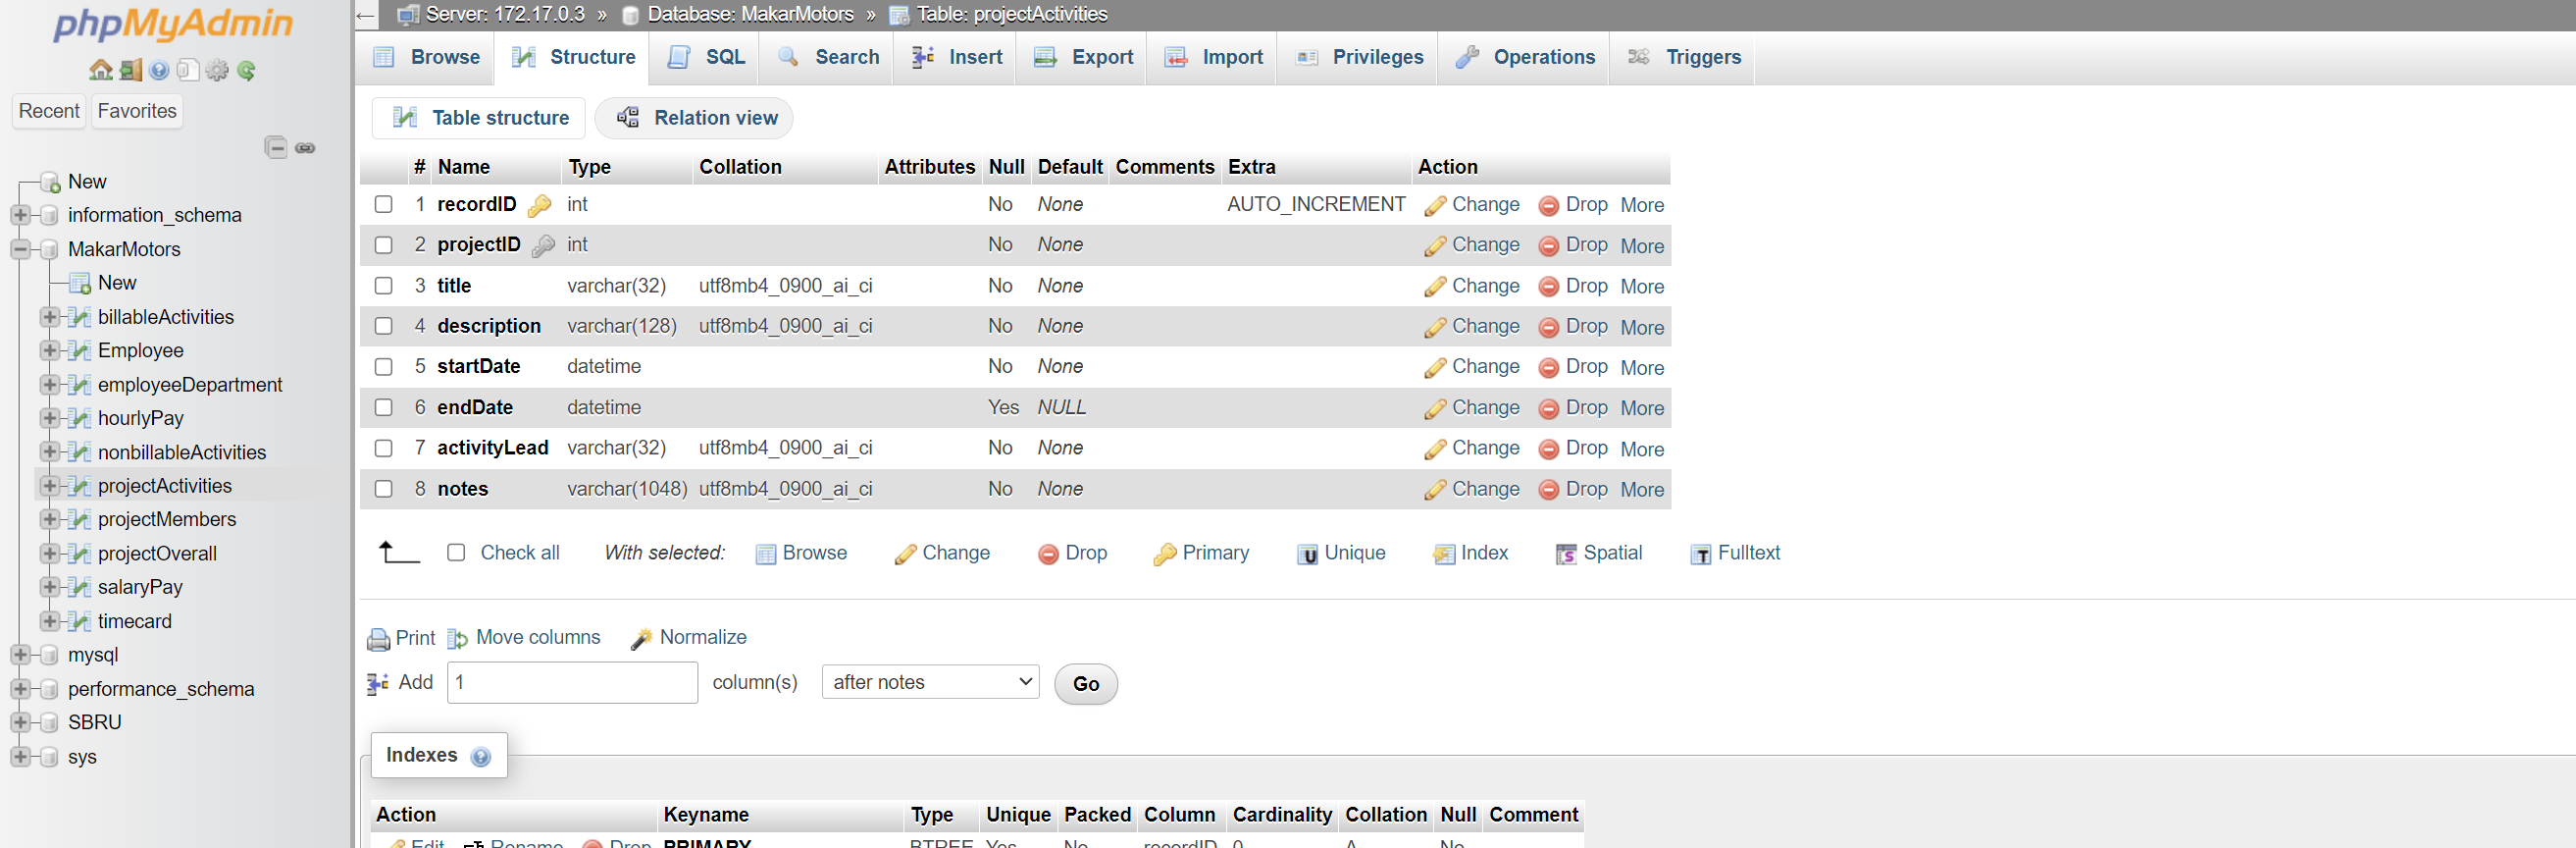 phpMyAdmin
Recent Favorites
New
information_schema
MakarMotors
New
billableActivities
Employee
employeeDepartment
hourlyPay
nonbillableActivities
projectActivities
projectMembers
projectOverall
salaryPay
timecard
mysql
performance_schema
SBRU
sys
← Server: 172.17.0.3 » Database: MakarMotors » Table: projectActivities
Browse Structure SQL Search Insert Export Import Privileges Operations Triggers
Table structure Relation view
# Name Type Collation Attributes Null Default Comments Extra Action
1 recordID int No None AUTO_INCREMENT Change Drop More
2 projectID int No None Change Drop More
3 title varchar(32) utf8mb4_0900_ai_ci No None Change Drop More
4 description varchar(128) utf8mb4_0900_ai_ci No None Change Drop More
5 startDate datetime No None Change Drop More
6 endDate datetime Yes NULL Change Drop More
7 activityLead varchar(32) utf8mb4_0900_ai_ci No None Change Drop More
8 notes varchar(1048) utf8mb4_0900_ai_ci No None Change Drop More
Check all With selected: Browse Change Drop Primary Unique Index Spatial Fulltext
Print Move columns Normalize
Add 1 column(s) after notes Go
Indexes
Action Keyname Type Unique Packed Column Cardinality Collation Null Comment
Edit Rename Drop PRIMARY BTREE Yes No recordID 0 A No